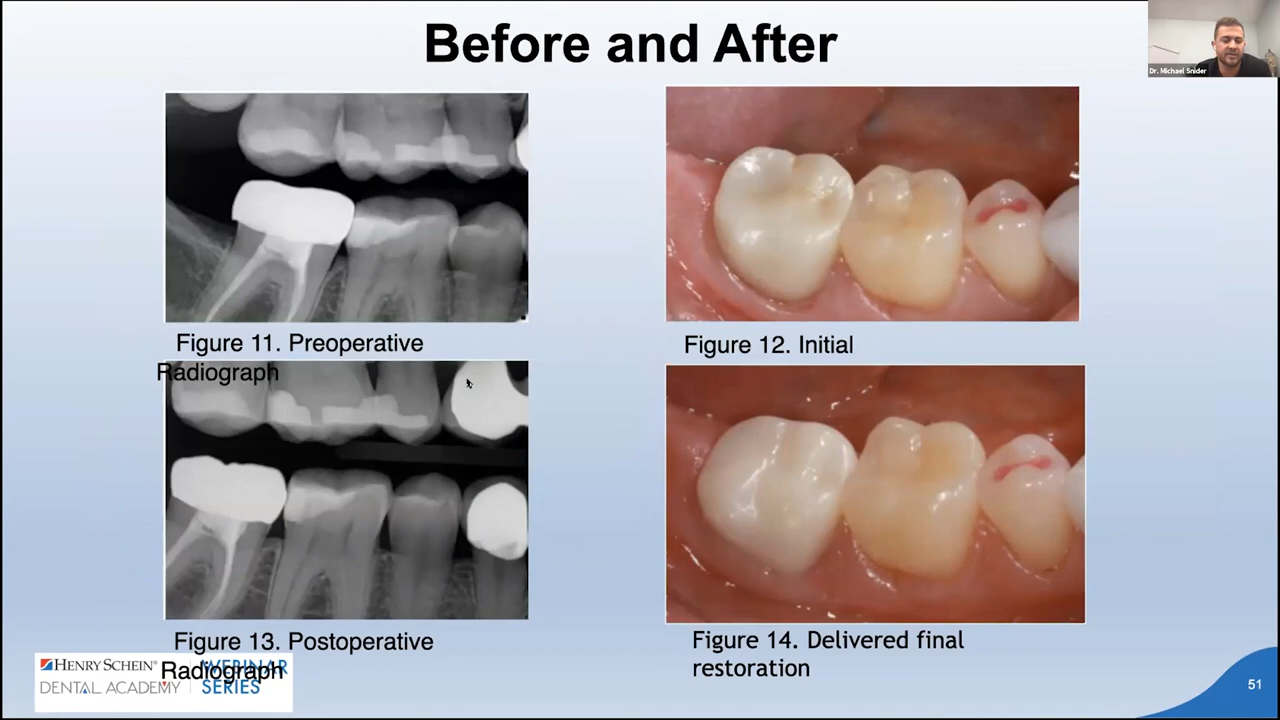 Before and After
Dr. Michael Snider
Figure 11. Preoperative
Radiograph
Figure 12. Initial
Figure 13. Postoperative
Radiograph
Figure 14. Delivered final
restoration
HENRY SCHEIN®
DENTAL ACADEMY
WEBINAR
SERIES
51